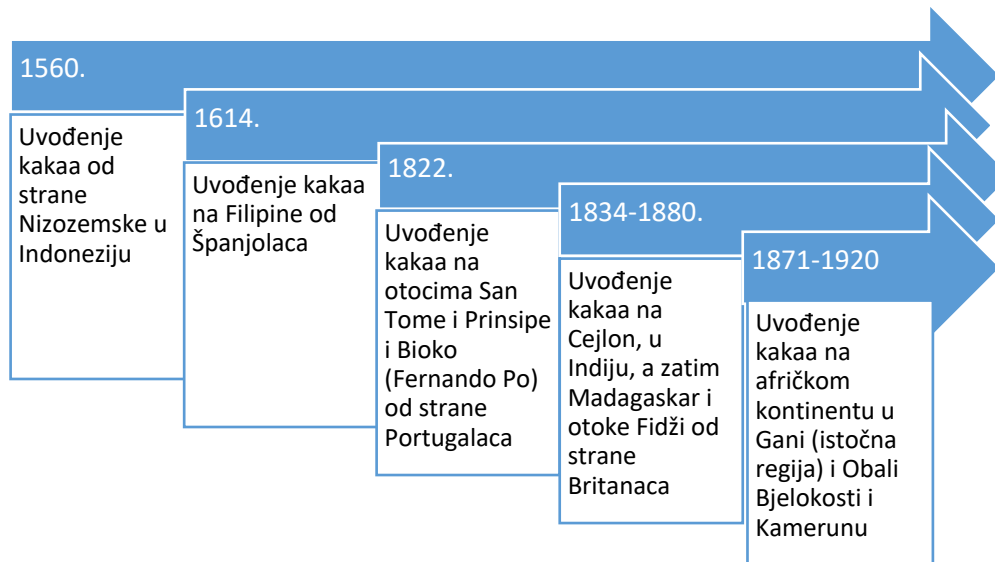 1560.
Uvođenje
kakaa od
strane
Nizozemske u
Indoneziju
1614.
Uvođenje kakaa
na Filipine od
Španjolaca
1822.
Uvođenje
kakaa na
otocima San
Tome i Prinsipe
i Bioko
(Fernando Po)
od strane
Portugalaca
1834-1880.
Uvođenje
kakaa na
Cejlon, u
Indiju, a zatim
Madagaskar i
otoke Fidži od
strane
Britanaca
1871-1920
Uvođenje
kakaa na
afričkom
kontinentu u
Gani (istočna
regija) i Obali
Bjelokosti i
Kamerunu